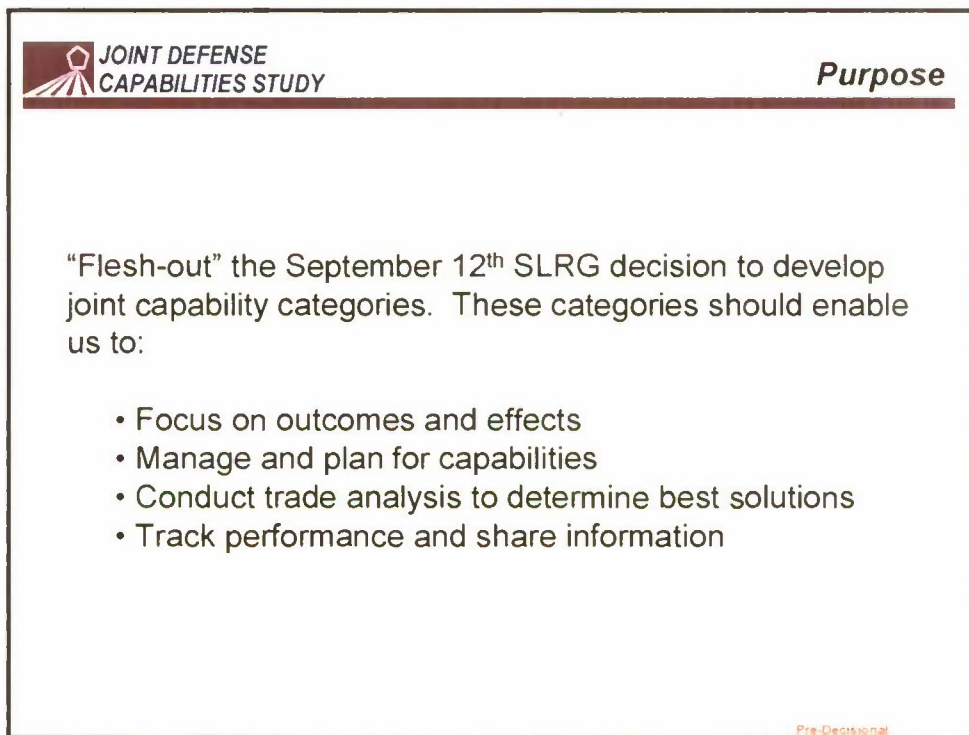 JOINT DEFENSE
CAPABILITIES STUDY
Purpose
“Flesh-out” the September 12th SLRG decision to develop
joint capability categories. These categories should enable
us to:
• Focus on outcomes and effects
• Manage and plan for capabilities
• Conduct trade analysis to determine best solutions
• Track performance and share information
Pre-Decisional